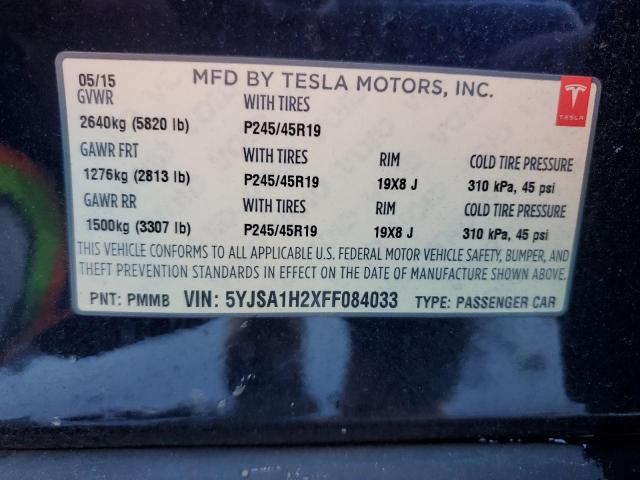 05/15 MFD BY TESLA MOTORS, INC.
TESLA
GVWR WITH TIRES
2640kg (5820 lb) P245/45R19
GAWR FRT WITH TIRES RIM COLD TIRE PRESSURE
1276kg (2813 lb) P245/45R19 19X8 J 310 kPa, 45 psi
GAWR RR WITH TIRES RIM COLD TIRE PRESSURE
1500kg (3307 lb) P245/45R19 19X8 J 310 kPa, 45 psi
THIS VEHICLE CONFORMS TO ALL APPLICABLE U.S. FEDERAL MOTOR VEHICLE SAFETY, BUMPER, AND
THEFT PREVENTION STANDARDS IN EFFECT ON THE DATE OF MANUFACTURE SHOWN ABOVE.
PNT: PMMB VIN: 5YJSA1H2XFF084033 TYPE: PASSENGER CAR